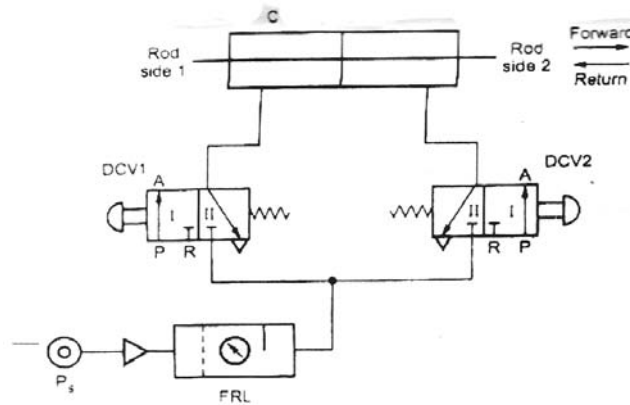 C
Rod side 1
Rod side 2
Forward
Return
DCV1
DCV2
A
I
II
P
R
A
II
I
R
P
Ps
FRL